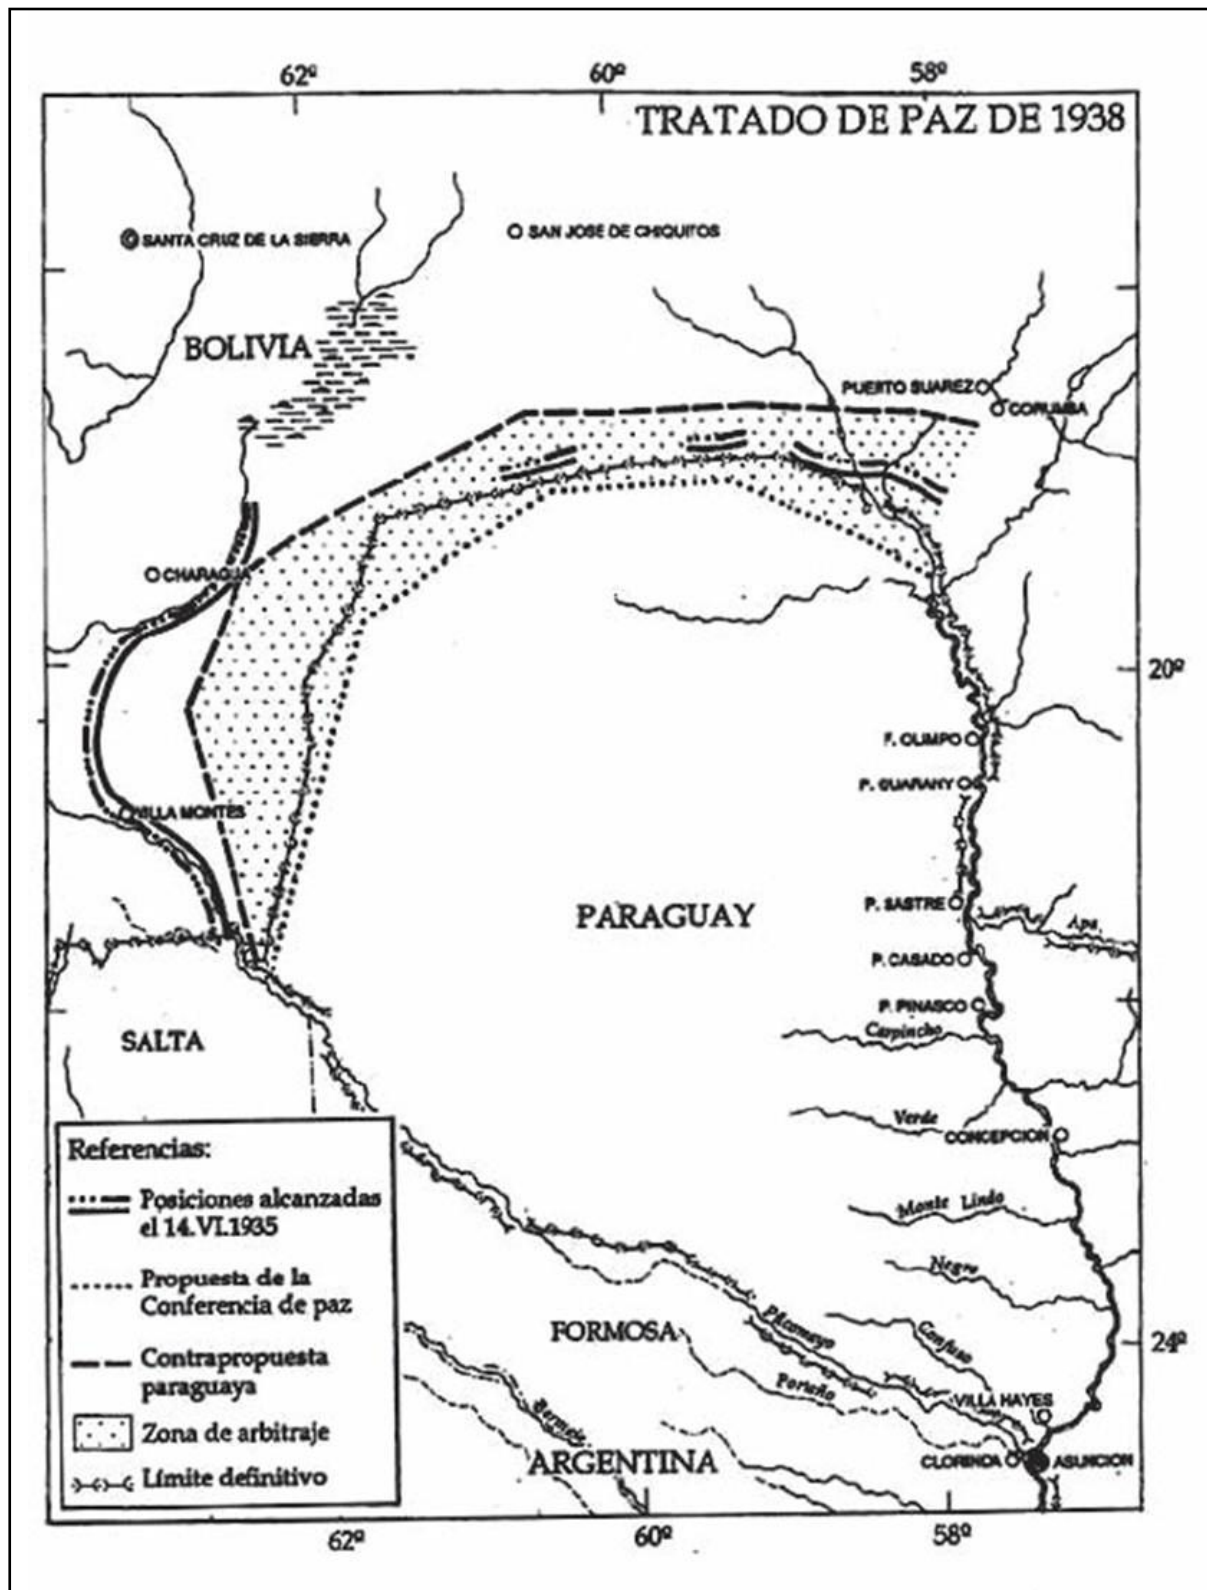 62º 60º 58º
TRATADO DE PAZ DE 1938
SANTA CRUZ DE LA SIERRA
SAN JOSE DE CHIQUITOS
BOLIVIA
PUERTO SUAREZ
CORUMBA
CHARAGUA
20º
F. OLIMPO
P. GUARANY
VILLA MONTES
P. SASTRE
PARAGUAY
Apa
P. CASADO
P. PINASCO
SALTA
Carpincho
Verde
CONCEPCION
Referencias:
Posiciones alcanzadas
el 14.VI.1935
Propuesta de la
Conferencia de paz
Contrapropuesta
paraguaya
Zona de arbitraje
Límite definitivo
Monte Lindo
Negro
Confuso
24º
FORMOSA
Pilcomayo
Porteño
VILLA HAYES
Bermejo
ARGENTINA
CLORINDA
ASUNCION
62º 60º 58º